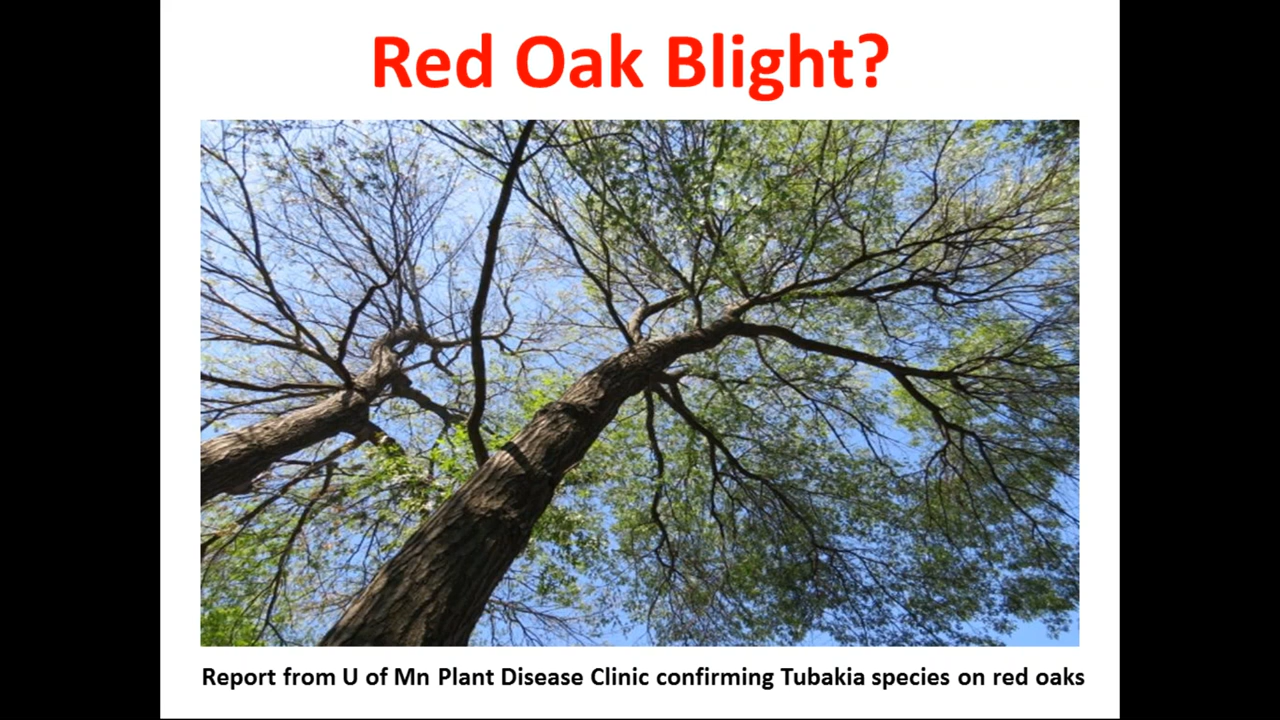 Red Oak Blight?
Report from U of Mn Plant Disease Clinic confirming Tubakia species on red oaks